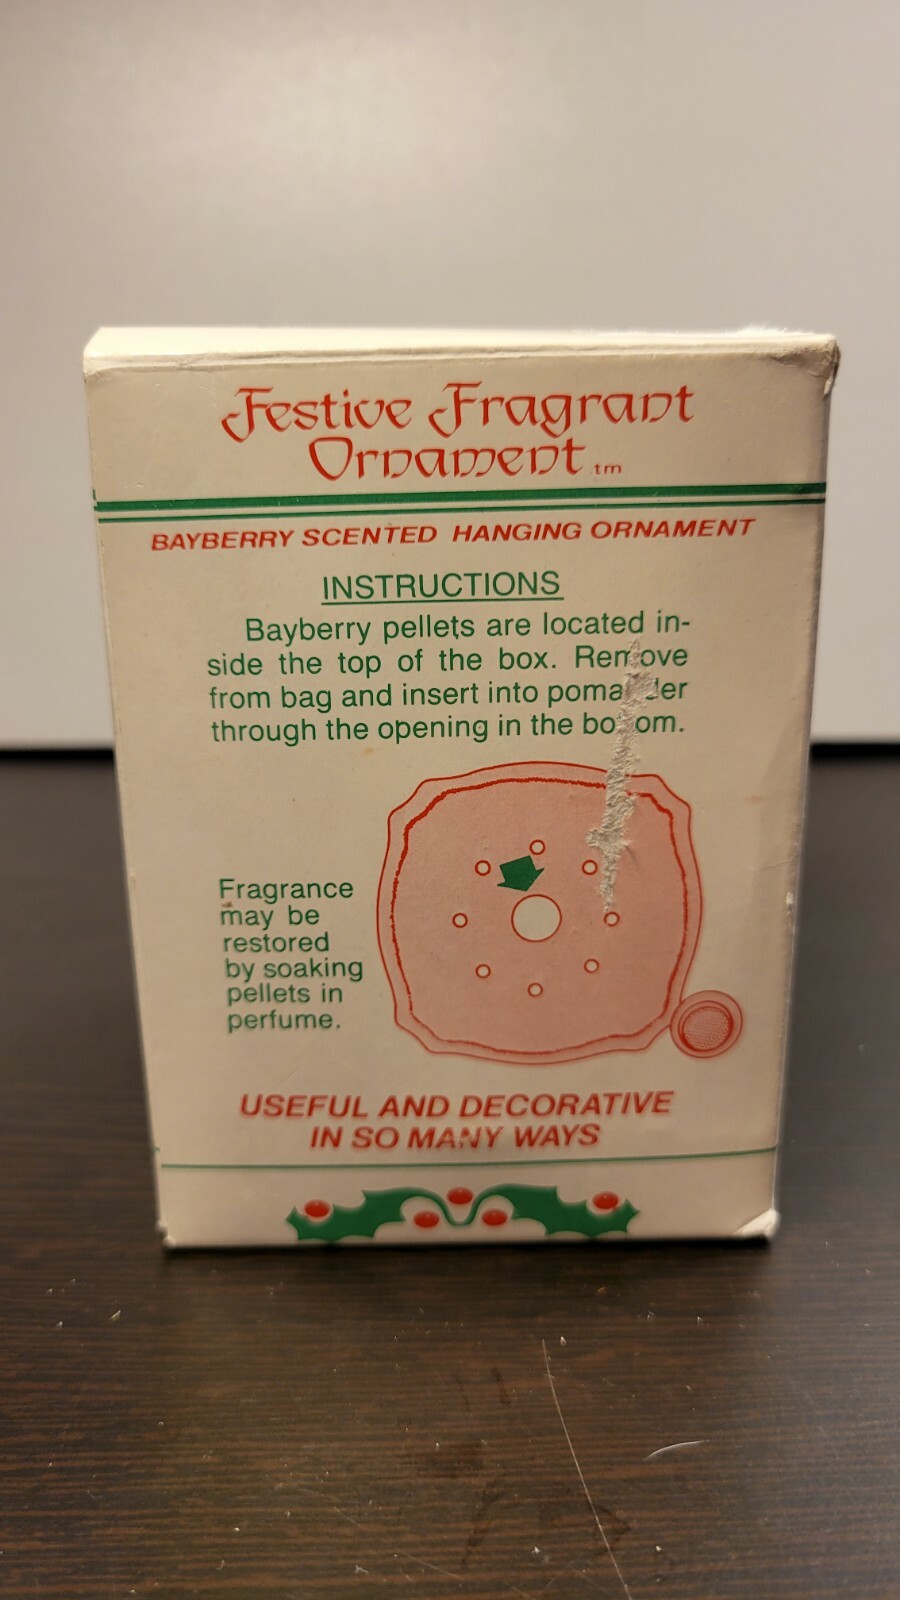 Festive Fragrant
Ornament tm
BAYBERRY SCENTED HANGING ORNAMENT
INSTRUCTIONS
Bayberry pellets are located in-
side the top of the box. Remove
from bag and insert into pomander
through the opening in the bottom.
Fragrance
may be
restored
by soaking
pellets in
perfume.
USEFUL AND DECORATIVE
IN SO MANY WAYS